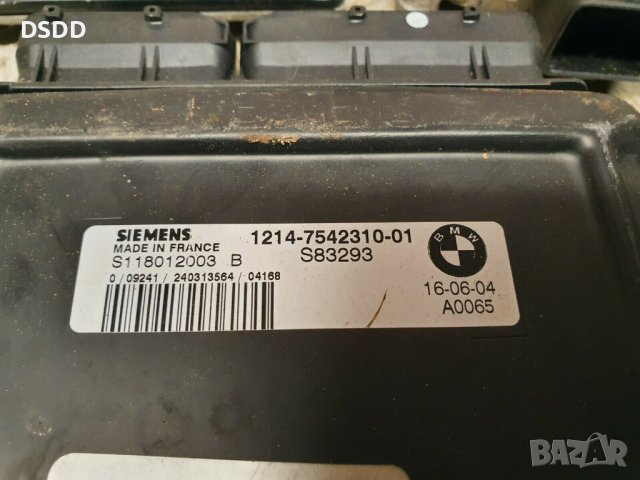 DSDD
SIEMENS
MADE IN FRANCE
S118012003 B
0 / 09241 / 240313564 / 04168
1214-7542310-01
S83293
BMW
16-06-04
A0065
BAZAR
bg